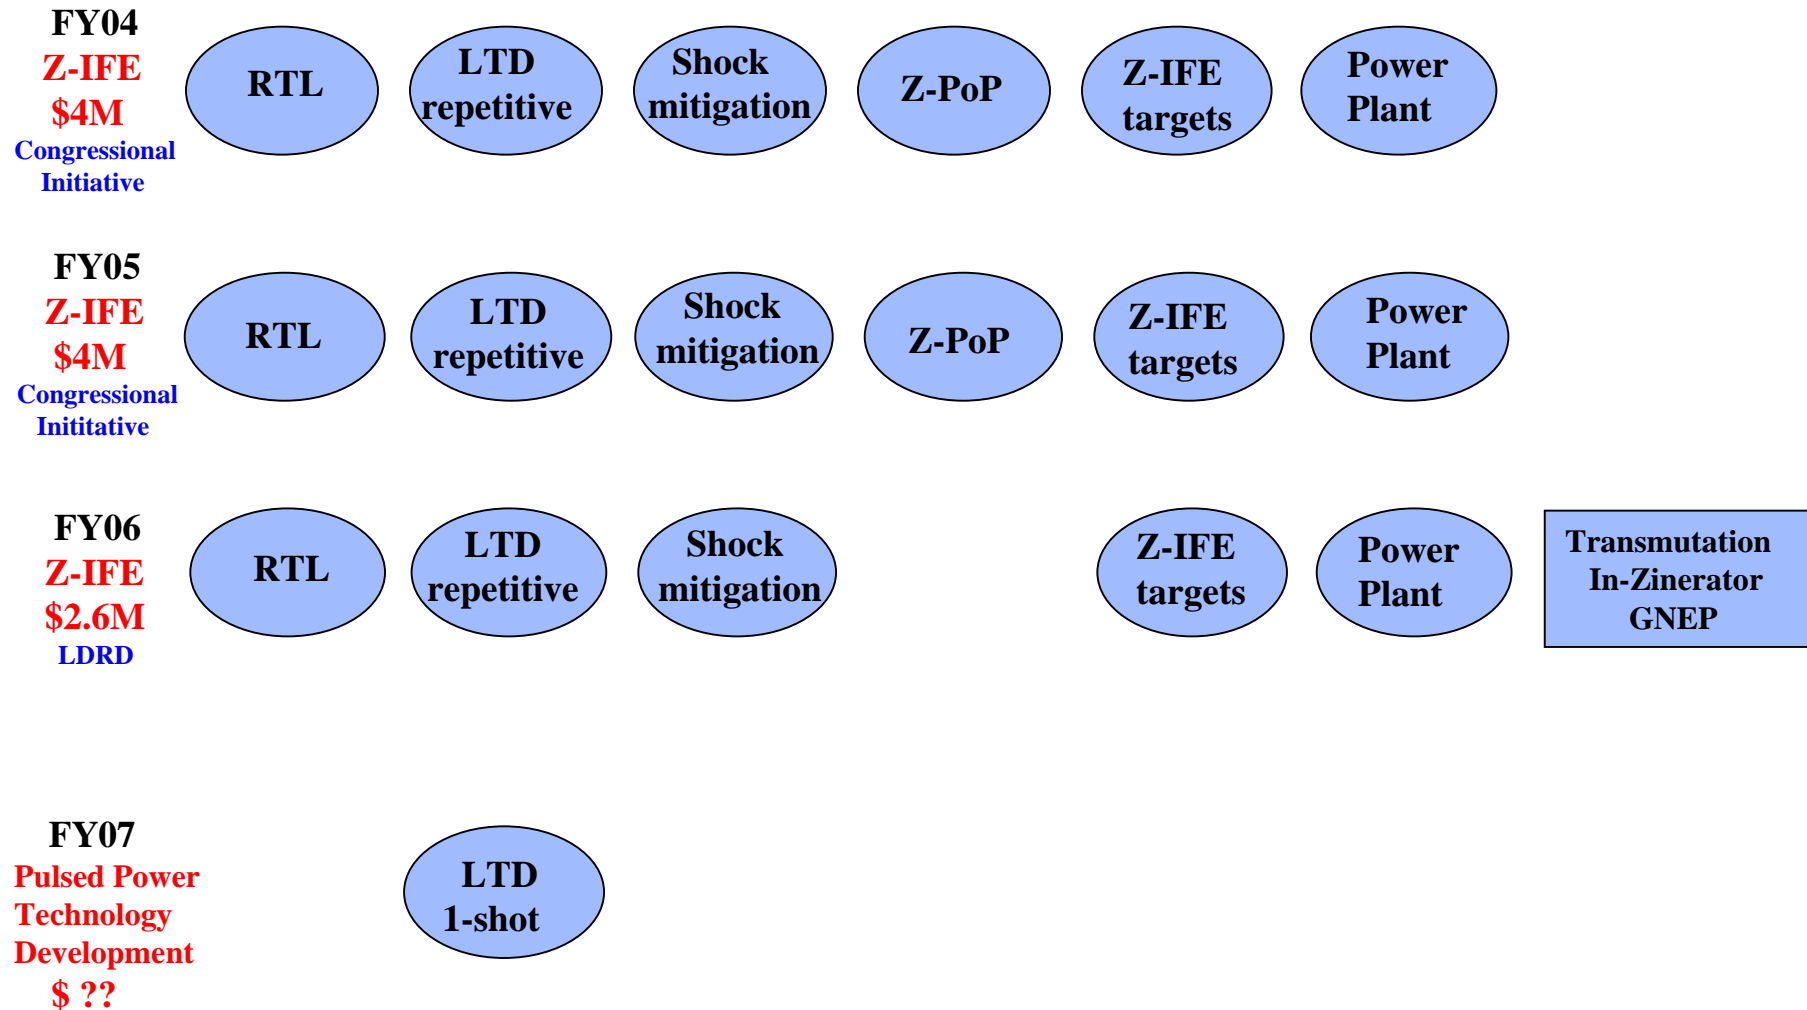 FY04
Z-IFE
$4M
Congressional
Initiative
RTL
LTD
repetitive
Shock
mitigation
Z-PoP
Z-IFE
targets
Power
Plant
FY05
Z-IFE
$4M
Congressional
Inititative
RTL
LTD
repetitive
Shock
mitigation
Z-PoP
Z-IFE
targets
Power
Plant
FY06
Z-IFE
$2.6M
LDRD
RTL
LTD
repetitive
Shock
mitigation
Z-IFE
targets
Power
Plant
Transmutation
In-Zinerator
GNEP
FY07
Pulsed Power
Technology
Development
$ ??
LTD
1-shot